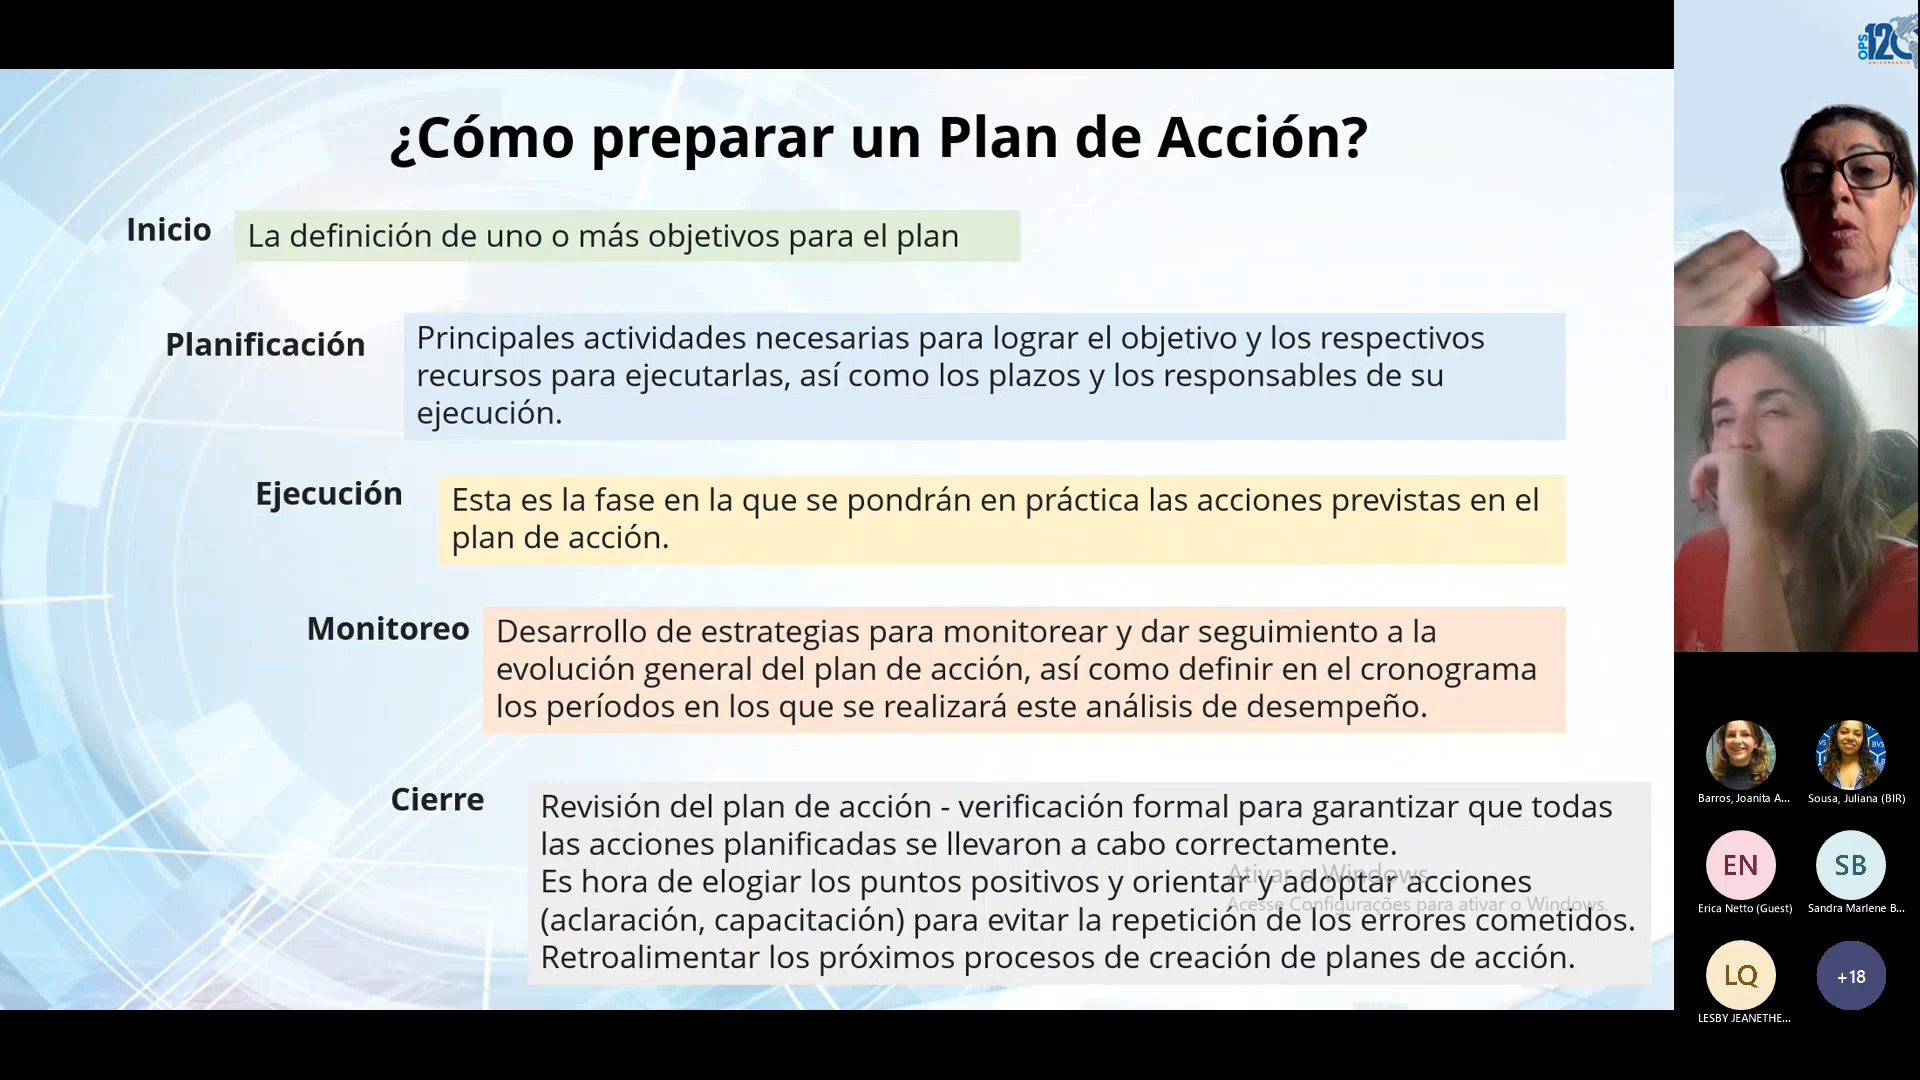 ¿Cómo preparar un Plan de Acción?
Inicio
La definición de uno o más objetivos para el plan
Planificación
Principales actividades necesarias para lograr el objetivo y los respectivos
recursos para ejecutarlas, así como los plazos y los responsables de su
ejecución.
Ejecución
Esta es la fase en la que se pondrán en práctica las acciones previstas en el
plan de acción.
Monitoreo
Desarrollo de estrategias para monitorear y dar seguimiento a la
evolución general del plan de acción, así como definir en el cronograma
los períodos en los que se realizará este análisis de desempeño.
Cierre
Revisión del plan de acción - verificación formal para garantizar que todas
las acciones planificadas se llevaron a cabo correctamente.
Es hora de elogiar los puntos positivos y orientar y adoptar acciones
(aclaración, capacitación) para evitar la repetición de los errores cometidos.
Retroalimentar los próximos procesos de creación de planes de acción.
Ativar o Windows
Acesse Configurações para ativar o Windows.
OPS
120
ANIVERSARIO
BVS
Barros, Joanita A...
Sousa, Juliana (BIR)
EN
SB
Erica Netto (Guest)
Sandra Marlene B...
LQ
+18
LESBY JEANETHE...